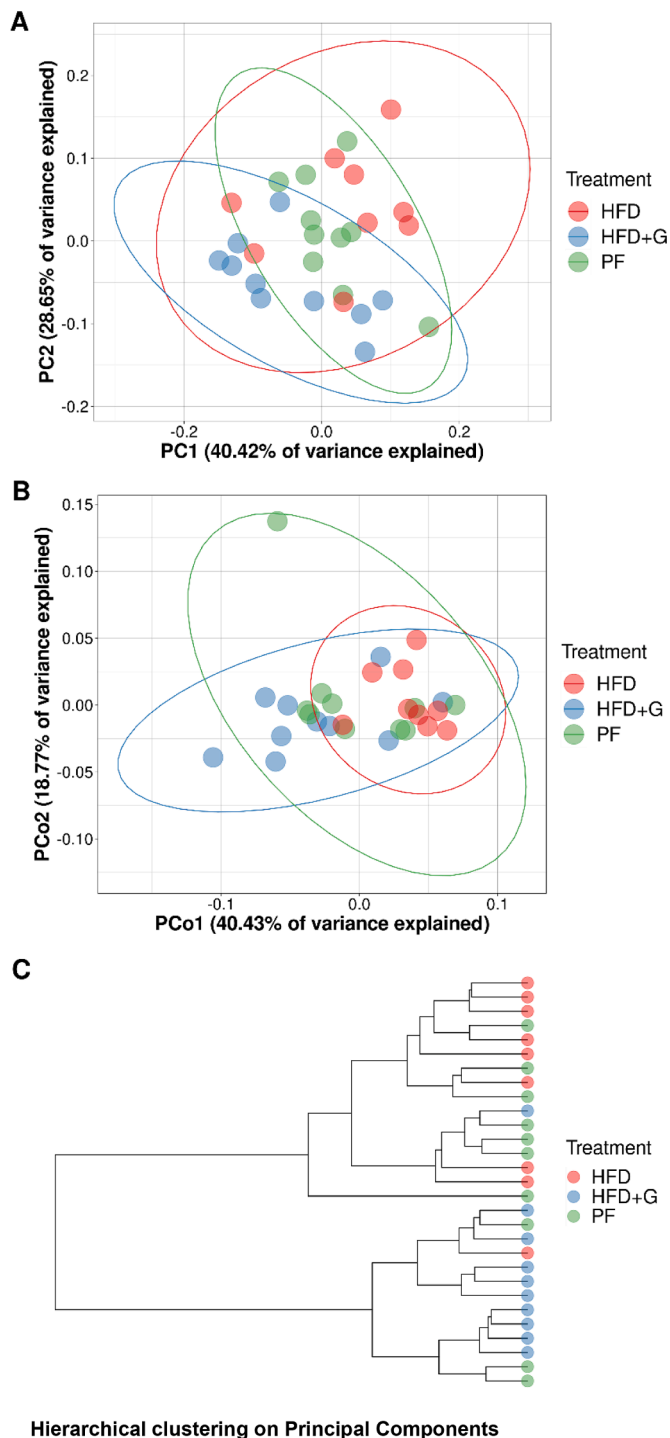 A
PC2 (28.65% of variance explained)
0.2
0.1
0.0
-0.1
-0.2
-0.2
0.0
0.2
PC1 (40.42% of variance explained)
Treatment
HFD
HFD+G
PF
B
PCo2 (18.77% of variance explained)
0.15
0.10
0.05
0.00
-0.05
-0.10
-0.1
0.0
0.1
PCo1 (40.43% of variance explained)
Treatment
HFD
HFD+G
PF
C
Treatment
HFD
HFD+G
PF
Hierarchical clustering on Principal Components